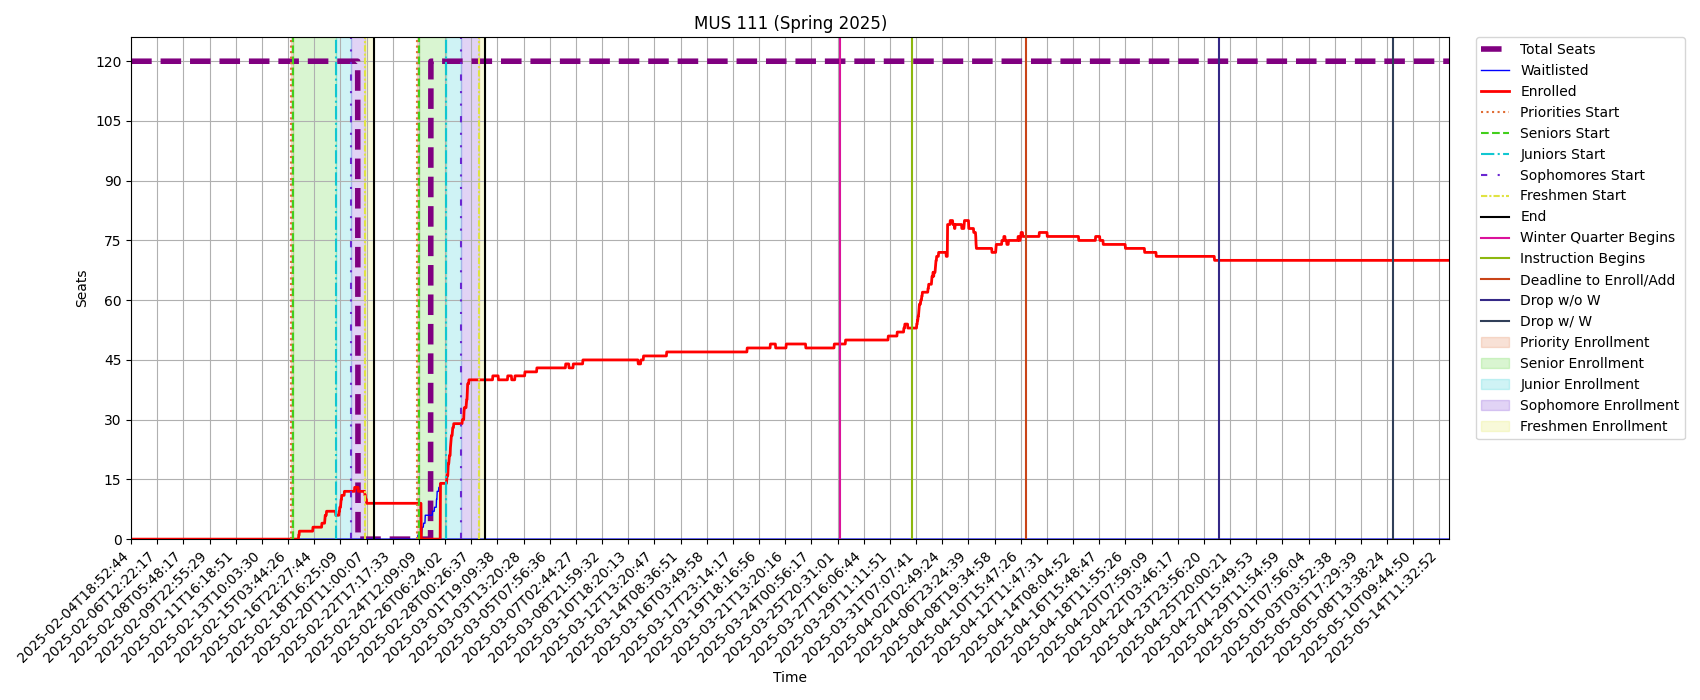 MUS 111 (Spring 2025)
Seats
120
105
90
75
60
45
30
15
0
2025-02-04T18:52:44
2025-02-06T12:22:17
2025-02-08T05:48:17
2025-02-09T22:55:29
2025-02-11T16:18:51
2025-02-13T10:03:30
2025-02-15T03:44:26
2025-02-16T22:27:44
2025-02-18T16:25:09
2025-02-20T11:00:07
2025-02-22T17:17:33
2025-02-24T12:09:09
2025-02-26T06:24:02
2025-02-28T00:26:37
2025-03-01T19:09:38
2025-03-03T13:20:28
2025-03-05T07:56:36
2025-03-07T02:44:27
2025-03-08T21:59:32
2025-03-10T18:20:13
2025-03-12T13:20:47
2025-03-14T08:36:51
2025-03-16T03:49:58
2025-03-17T23:14:17
2025-03-19T18:16:56
2025-03-21T13:20:16
2025-03-24T00:56:17
2025-03-25T20:31:01
2025-03-27T16:06:44
2025-03-29T11:11:51
2025-03-31T07:07:41
2025-04-02T02:49:24
2025-04-06T23:24:39
2025-04-08T19:34:58
2025-04-10T15:47:26
2025-04-12T11:47:31
2025-04-14T08:04:52
2025-04-16T15:48:47
2025-04-18T11:55:26
2025-04-20T07:59:09
2025-04-22T03:46:17
2025-04-23T23:56:20
2025-04-25T20:00:21
2025-04-27T15:49:53
2025-04-29T11:54:59
2025-05-01T07:56:04
2025-05-03T03:52:38
2025-05-06T17:29:39
2025-05-08T13:38:24
2025-05-10T09:44:50
2025-05-14T11:32:52
Time
Total Seats
Waitlisted
Enrolled
Priorities Start
Seniors Start
Juniors Start
Sophomores Start
Freshmen Start
End
Winter Quarter Begins
Instruction Begins
Deadline to Enroll/Add
Drop w/o W
Drop w/ W
Priority Enrollment
Senior Enrollment
Junior Enrollment
Sophomore Enrollment
Freshmen Enrollment